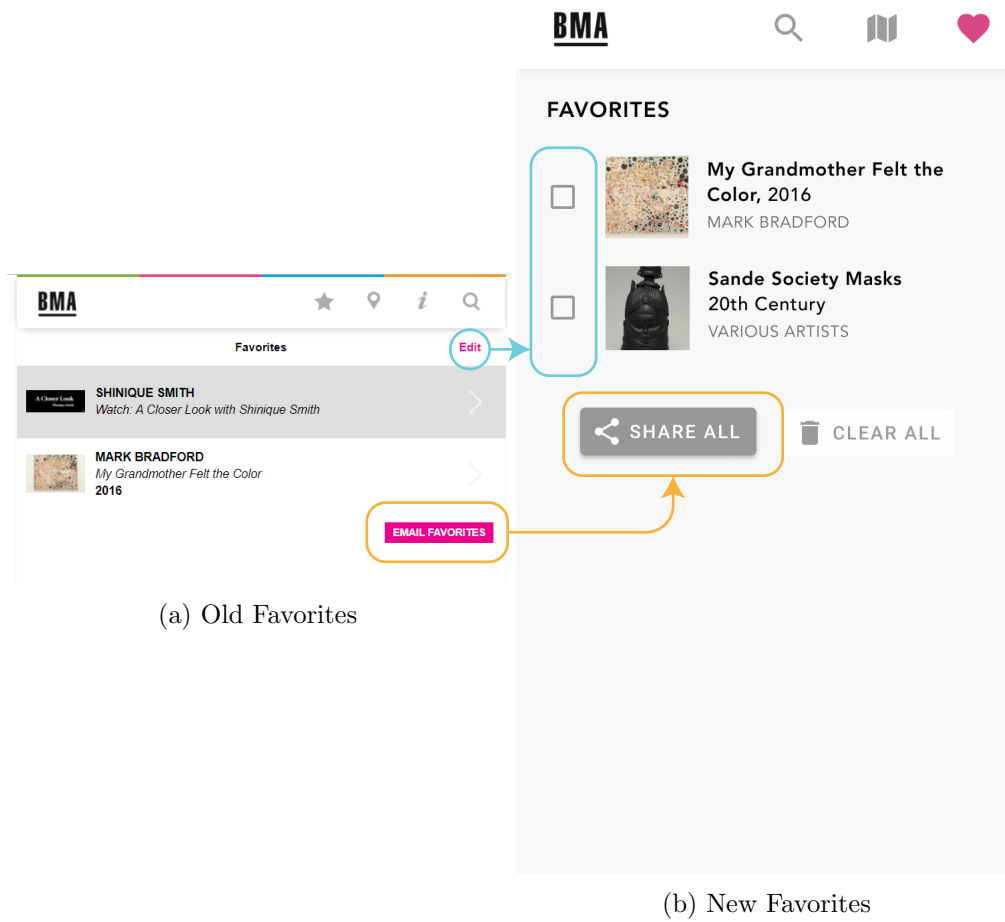 BMA
Favorites
Edit
A Closer Look
SHINIQUE SMITH
Watch: A Closer Look with Shinique Smith
MARK BRADFORD
My Grandmother Felt the Color
2016
EMAIL FAVORITES
(a) Old Favorites
BMA
FAVORITES
My Grandmother Felt the
Color, 2016
MARK BRADFORD
Sande Society Masks
20th Century
VARIOUS ARTISTS
SHARE ALL
CLEAR ALL
(b) New Favorites